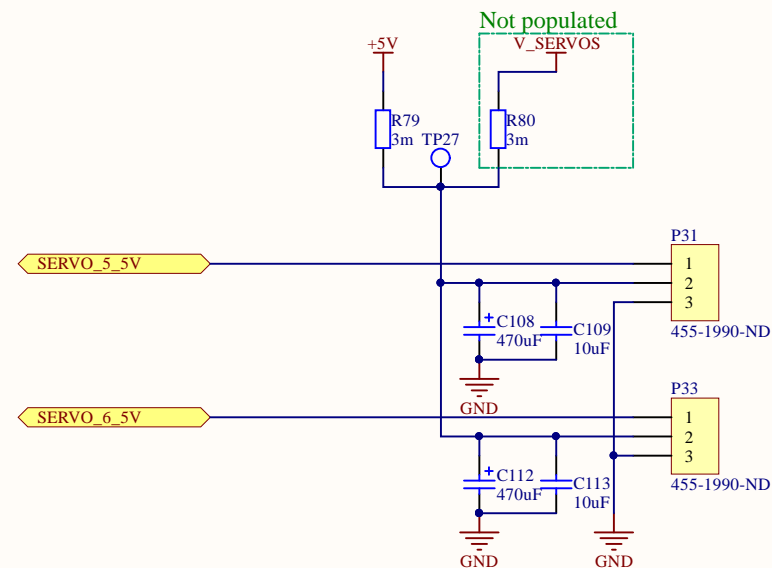 Not populated
+5V
V_SERVOS
R79
3m
TP27
R80
3m
P31
SERVO_5_5V
1
2
3
+
C108
470uF
C109
10uF
455-1990-ND
GND
P33
SERVO_6_5V
1
2
3
+
C112
470uF
C113
10uF
455-1990-ND
GND
GND